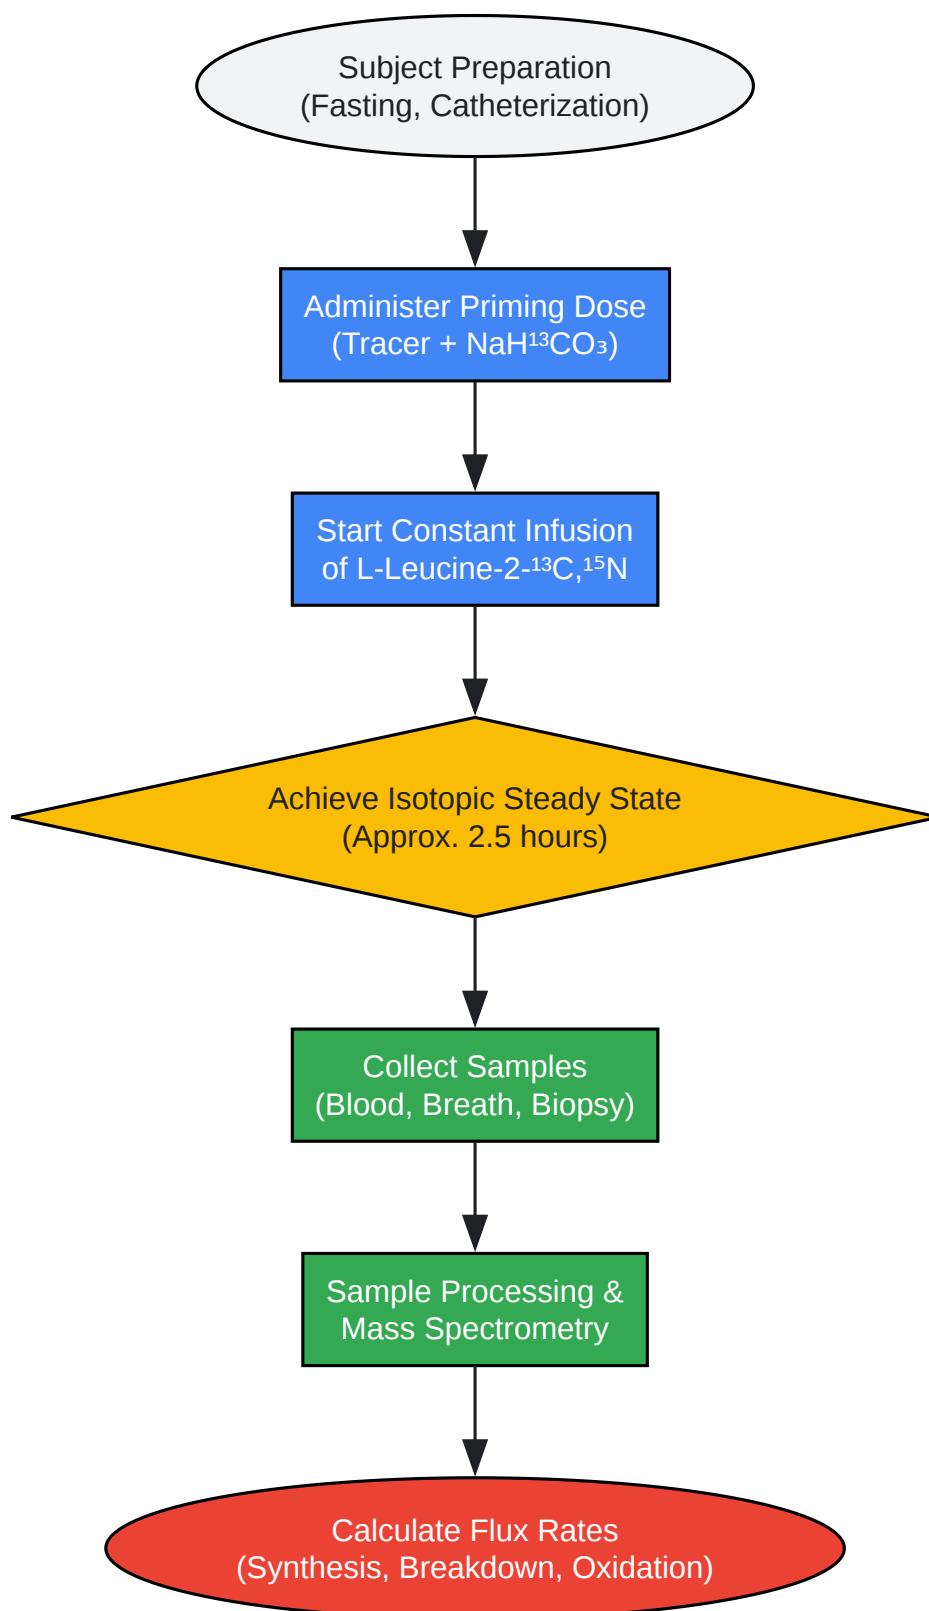 Subject Preparation
(Fasting, Catheterization)
Administer Priming Dose
(Tracer + NaH¹³CO₃)
Start Constant Infusion
of L-Leucine-2-¹³C,¹⁵N
Achieve Isotopic Steady State
(Approx. 2.5 hours)
Collect Samples
(Blood, Breath, Biopsy)
Sample Processing &
Mass Spectrometry
Calculate Flux Rates
(Synthesis, Breakdown, Oxidation)